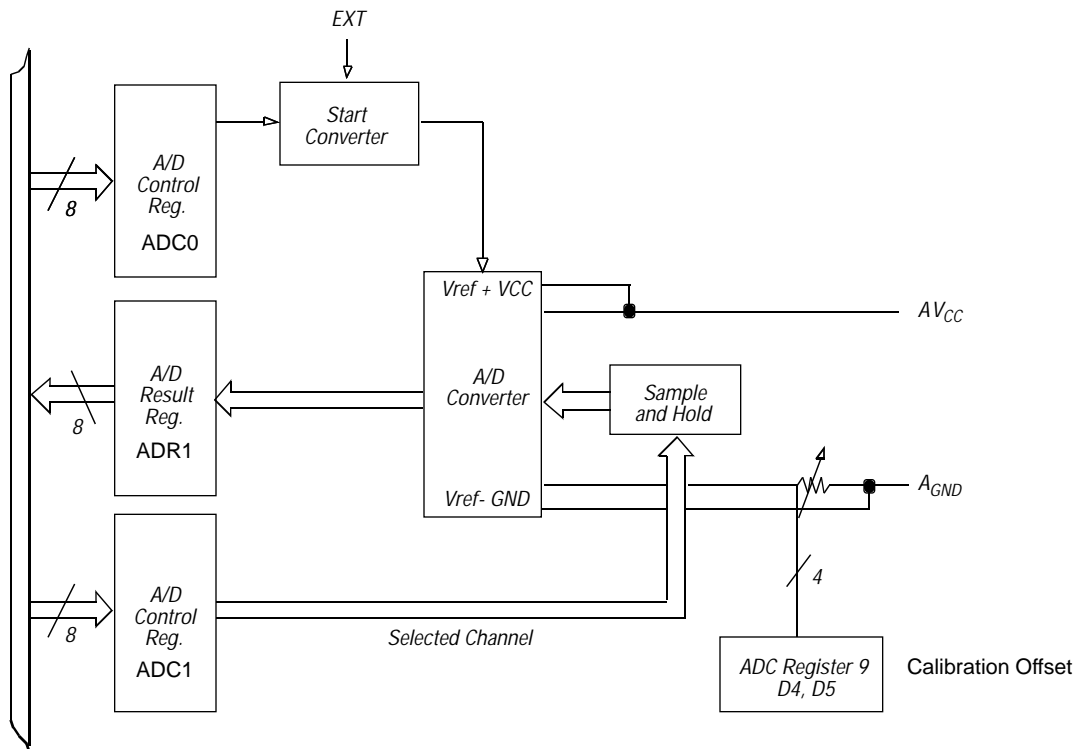 EXT
Start
Converter
A/D
Control
Reg.
ADC0
8
Vref + VCC
AVCC
A/D
Result
Reg.
ADR1
8
A/D
Converter
Sample
and Hold
Vref- GND
AGND
4
A/D
Control
Reg.
ADC1
8
Selected Channel
ADC Register 9
D4, D5
Calibration Offset